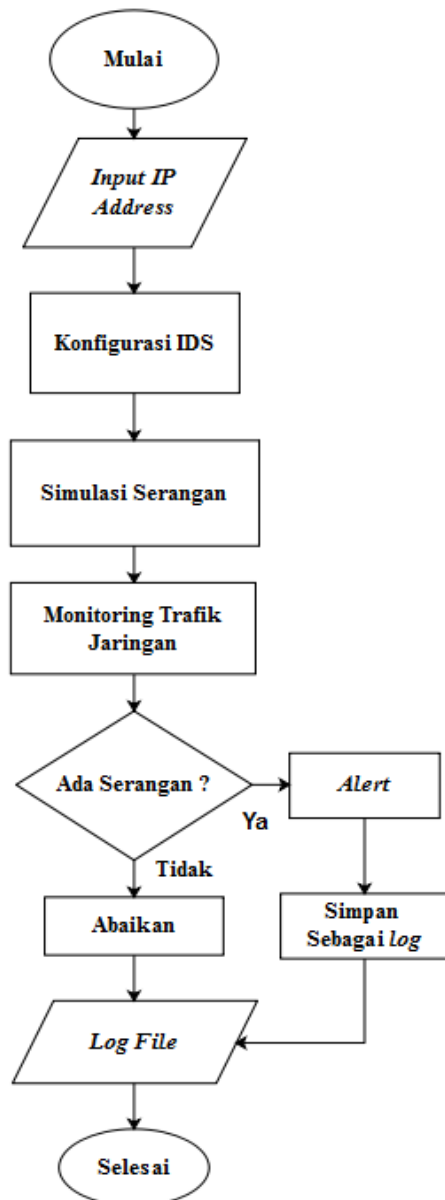 Mulai
Input IP
Address
Konfigurasi IDS
Simulasi Serangan
Monitoring Trafik
Jaringan
Ada Serangan ?
Ya
Alert
Tidak
Abaikan
Simpan
Sebagai log
Log File
Selesai